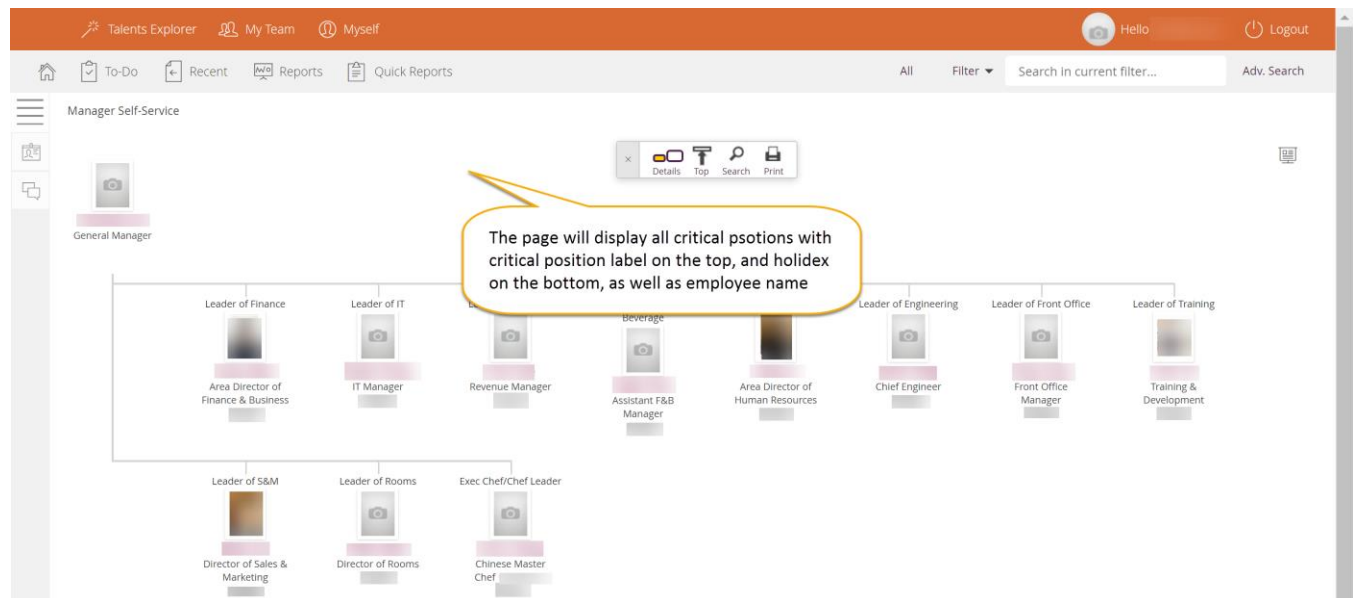 Talents Explorer My Team Myself Hello Logout
To-Do Recent Reports Quick Reports All Filter Search in current filter... Adv. Search
Manager Self-Service
× Details Top Search Print
General Manager
The page will display all critical psotions with
critical position label on the top, and holidex
on the bottom, as well as employee name
Leader of Finance Leader of IT Leader of Engineering Leader of Front Office Leader of Training
Beverage
Area Director of
Finance & Business
IT Manager
Revenue Manager
Assistant F&B
Manager
Area Director of
Human Resources
Chief Engineer
Front Office
Manager
Training &
Development
Leader of S&M Leader of Rooms Exec Chef/Chef Leader
Director of Sales &
Marketing
Director of Rooms
Chinese Master
Chef